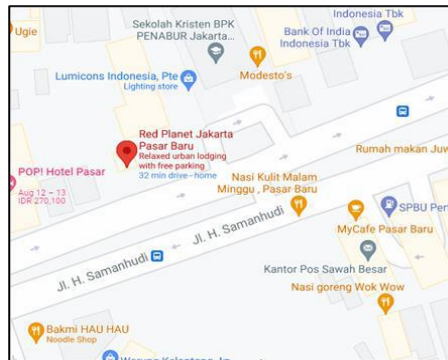 Ugie
Sekolah Kristen BPK
PENABUR Jakarta...
Indonesia Tbk
Bank Of India
Indonesia Tbk
Modesto's
Lumicons Indonesia, Pte
Lighting store
Red Planet Jakarta
Pasar Baru
Relaxed urban lodging
with free parking
32 min drive - home
POP! Hotel Pasar
Aug 12 – 13
IDR 270,100
Rumah makan Juw
Nasi Kulit Malam
Minggu , Pasar Baru
SPBU Per
MyCafe Pasar Baru
Jl. H. Samanhudi
Jl. H. Samanhudi
Kantor Pos Sawah Besar
Nasi goreng Wok Wow
Bakmi HAU HAU
Noodle Shop